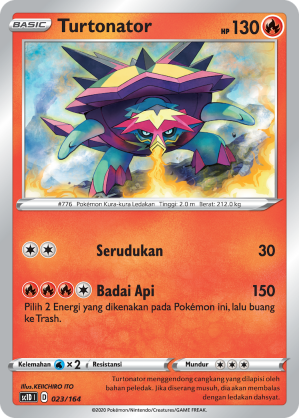 BASIC Turtonator HP 130
#776 Pokémon Kura-kura Ledakan Tinggi: 2.0 m Berat: 212.0 kg
Serudukan 30
Badai Api 150
Pilih 2 Energi yang dikenakan pada Pokémon ini, lalu buang
ke Trash.
Kelemahan ×2 Resistansi Mundur
Illus. KEIICHIRO ITO
sc1D I D 023/164
Turtonator menggendong cangkang yang dilapisi oleh
bahan peledak. Jika diserang musuh, dia akan membalas
dengan ledakan dahsyat.
©2020 Pokémon/Nintendo/Creatures/GAME FREAK.